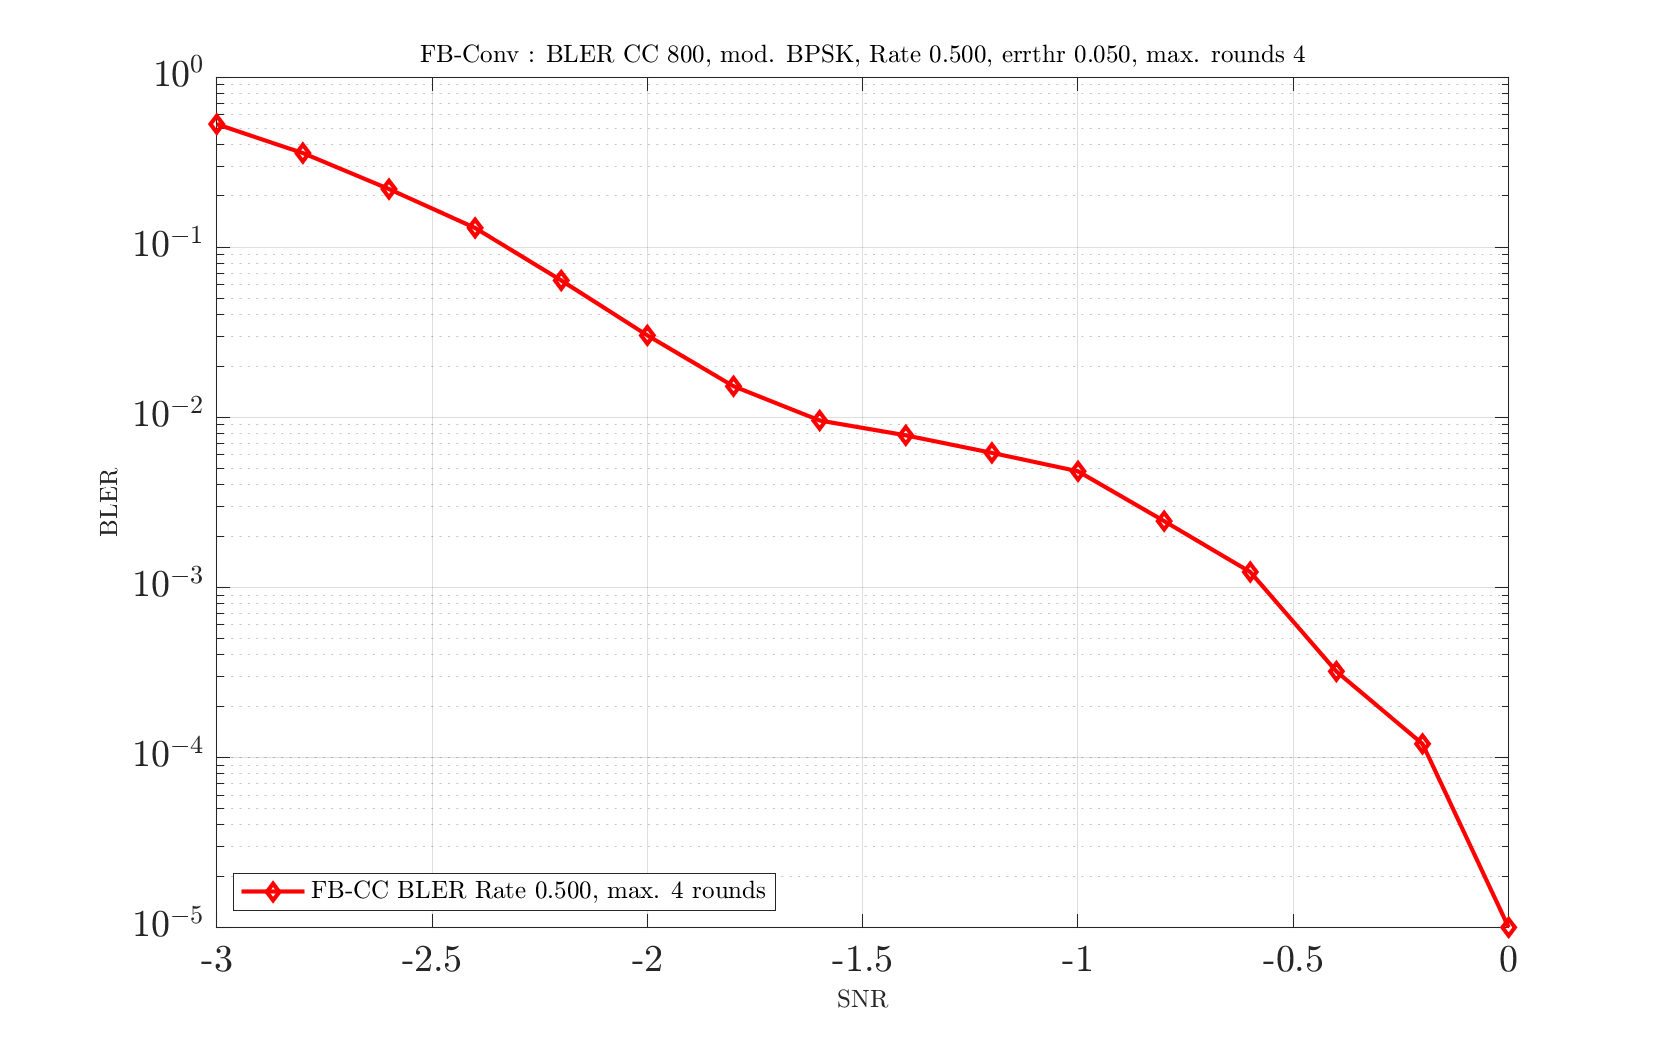 FB-Conv : BLER CC 800, mod. BPSK, Rate 0.500, errthr 0.050, max. rounds 4
10^0
10^{-1}
10^{-2}
10^{-3}
10^{-4}
10^{-5}
BLER
FB-CC BLER Rate 0.500, max. 4 rounds
-3 -2.5 -2 -1.5 -1 -0.5 0
SNR